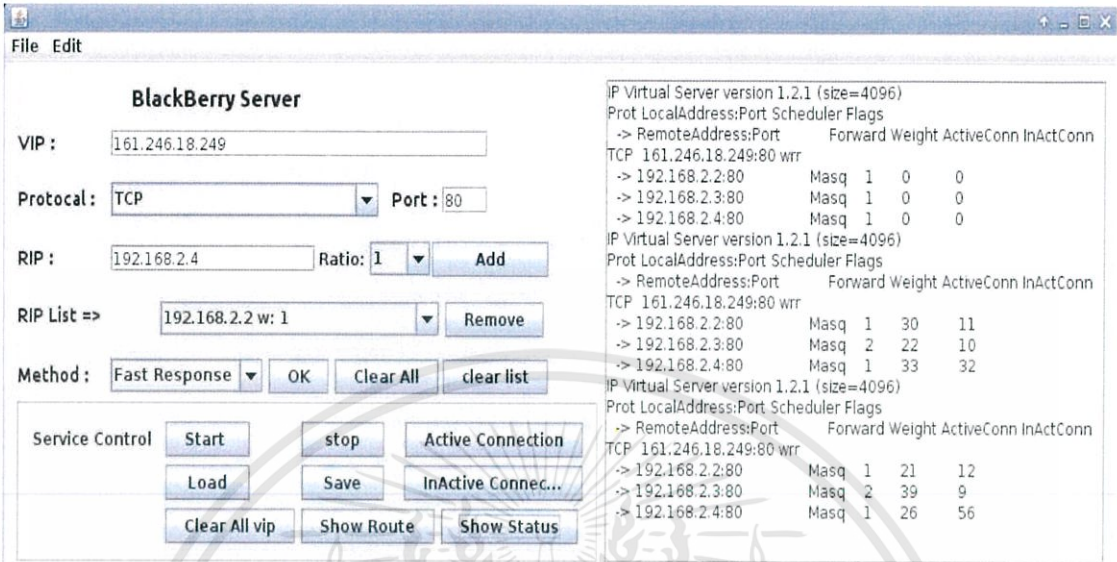 File Edit
BlackBerry Server
VIP : 161.246.18.249
Protocal : TCP Port : 80
RIP : 192.168.2.4 Ratio: 1 Add
RIP List => 192.168.2.2 w: 1 Remove
Method : Fast Response OK Clear All clear list
Service Control Start stop Active Connection
Load Save InActive Connec...
Clear All vip Show Route Show Status
IP Virtual Server version 1.2.1 (size=4096)
Prot LocalAddress:Port Scheduler Flags
-> RemoteAddress:Port Forward Weight ActiveConn InActConn
TCP 161.246.18.249:80 wrr
-> 192.168.2.2:80 Masq 1 0 0
-> 192.168.2.3:80 Masq 1 0 0
-> 192.168.2.4:80 Masq 1 0 0
IP Virtual Server version 1.2.1 (size=4096)
Prot LocalAddress:Port Scheduler Flags
-> RemoteAddress:Port Forward Weight ActiveConn InActConn
TCP 161.246.18.249:80 wrr
-> 192.168.2.2:80 Masq 1 30 11
-> 192.168.2.3:80 Masq 2 22 10
-> 192.168.2.4:80 Masq 1 33 32
IP Virtual Server version 1.2.1 (size=4096)
Prot LocalAddress:Port Scheduler Flags
-> RemoteAddress:Port Forward Weight ActiveConn InActConn
TCP 161.246.18.249:80 wrr
-> 192.168.2.2:80 Masq 1 21 12
-> 192.168.2.3:80 Masq 2 39 9
-> 192.168.2.4:80 Masq 1 26 56